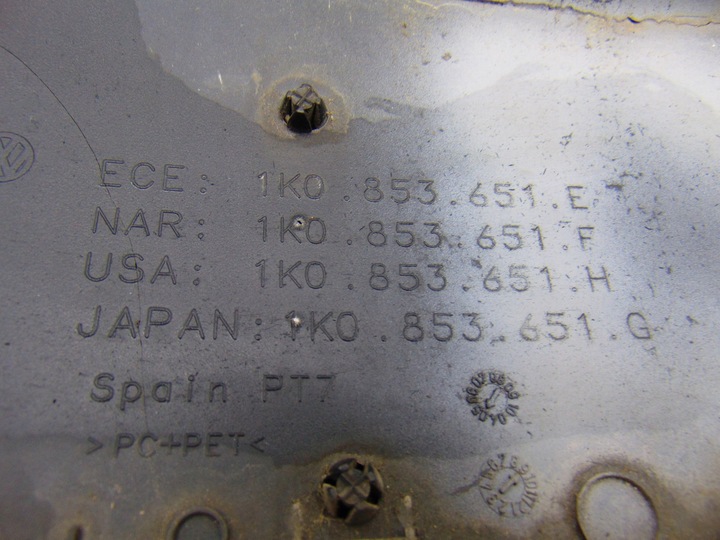 ECE: 1K0.853.651.E
NAR: 1K0.853.651.F
USA: 1K0.853.651.H
JAPAN: 1K0.853.651.G
Spain PT7
>PC+PET<